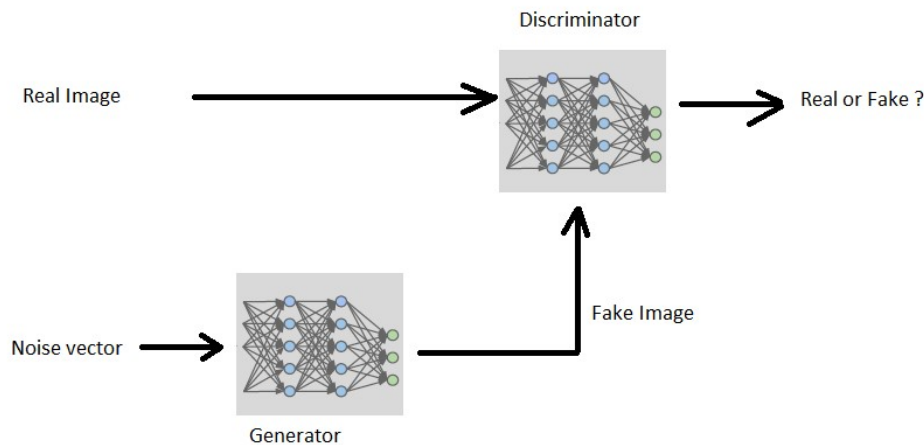 Discriminator
Real Image
Real or Fake ?
Fake Image
Noise vector
Generator